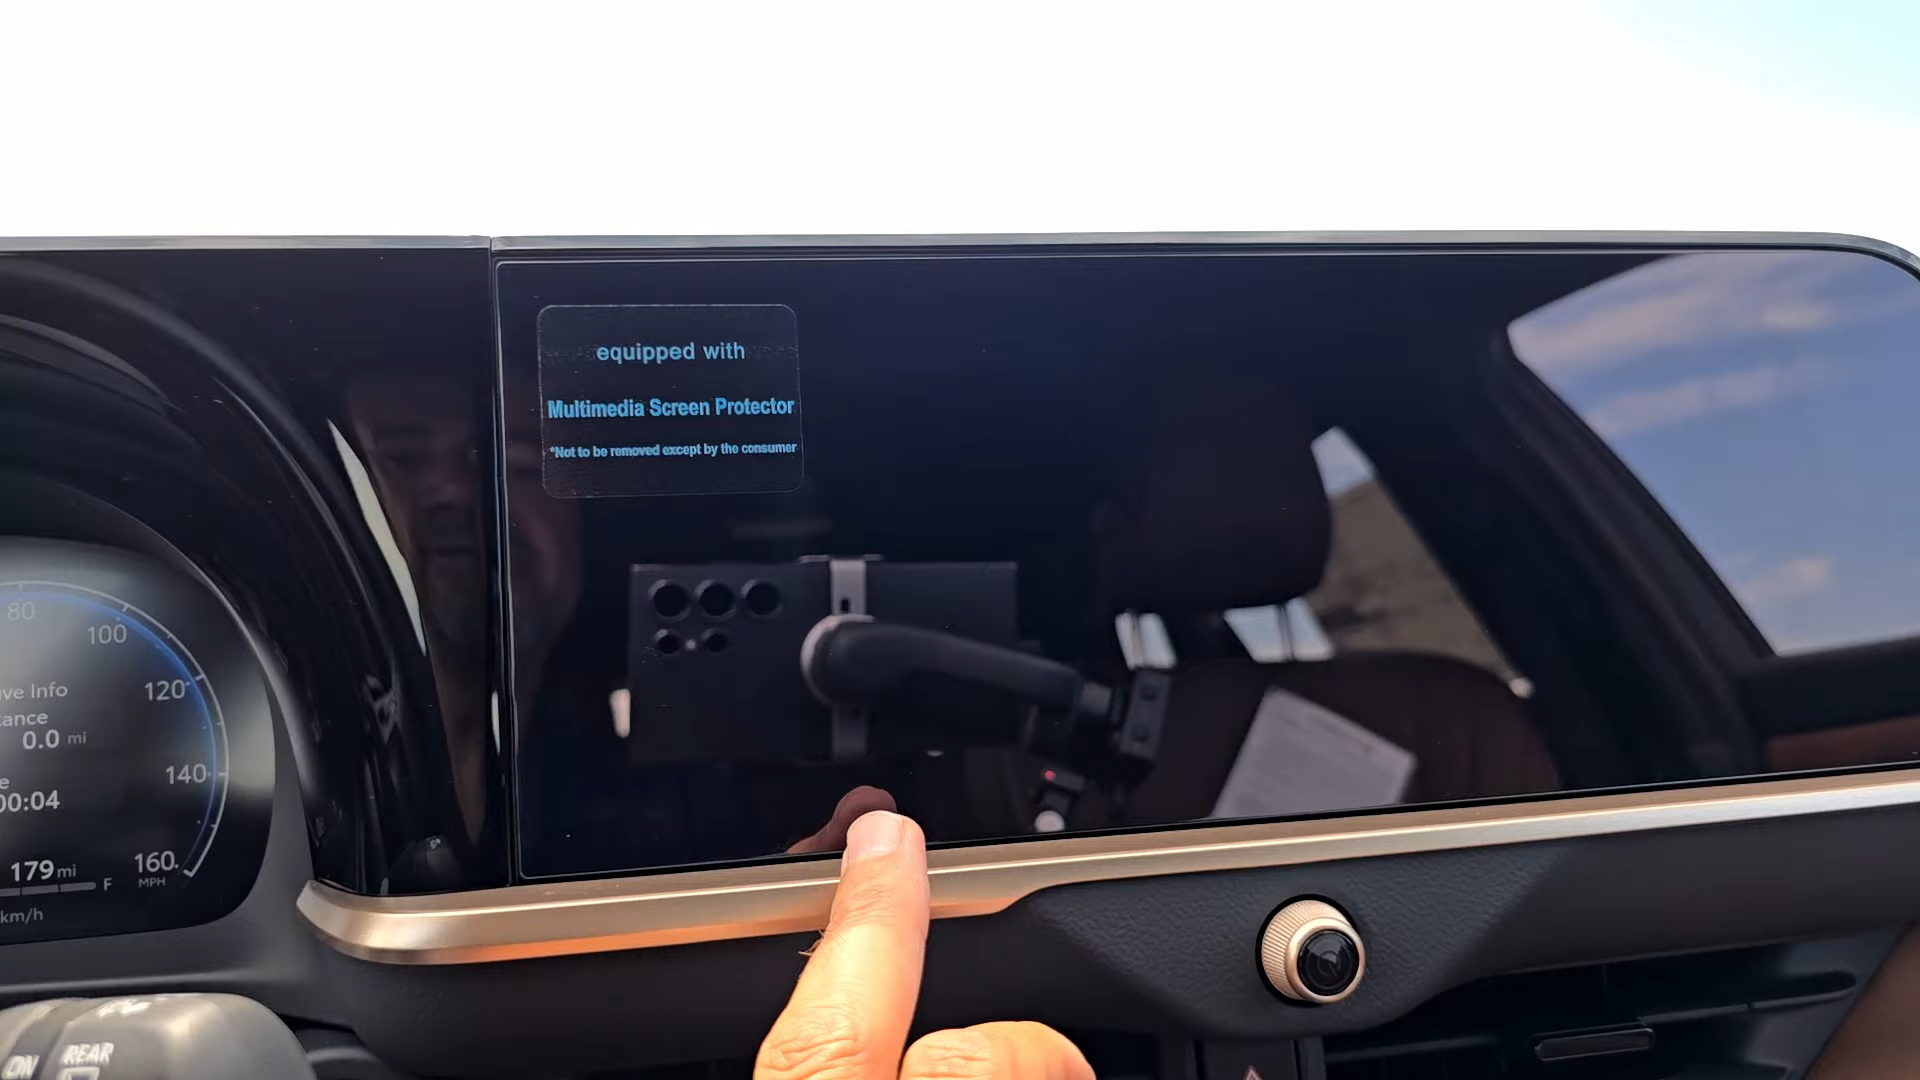 equipped with
Multimedia Screen Protector
*Not to be removed except by the consumer
80
100
120
140
160
MPH
ve Info
tance
0.0 mi
e
00:04
179 mi
F
km/h
ON
REAR